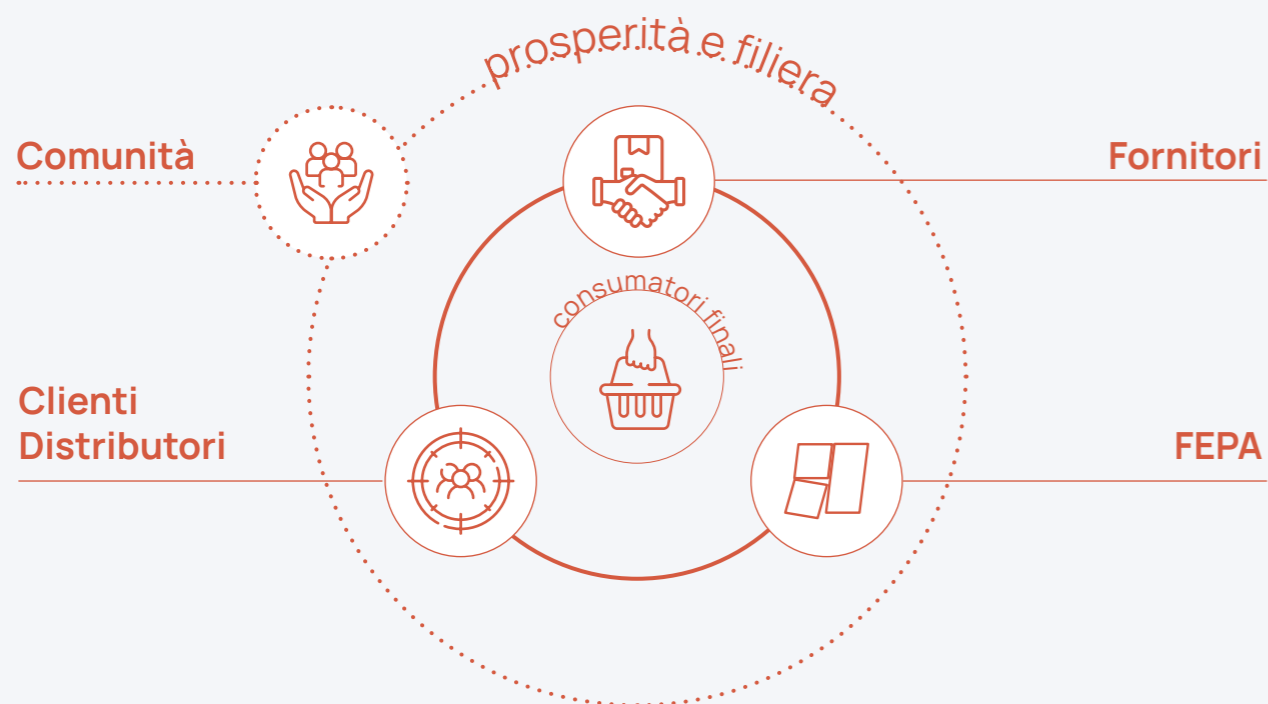 prosperità e filiera
Comunità
Fornitori
consumatori finali
Clienti
Distributori
FEPA